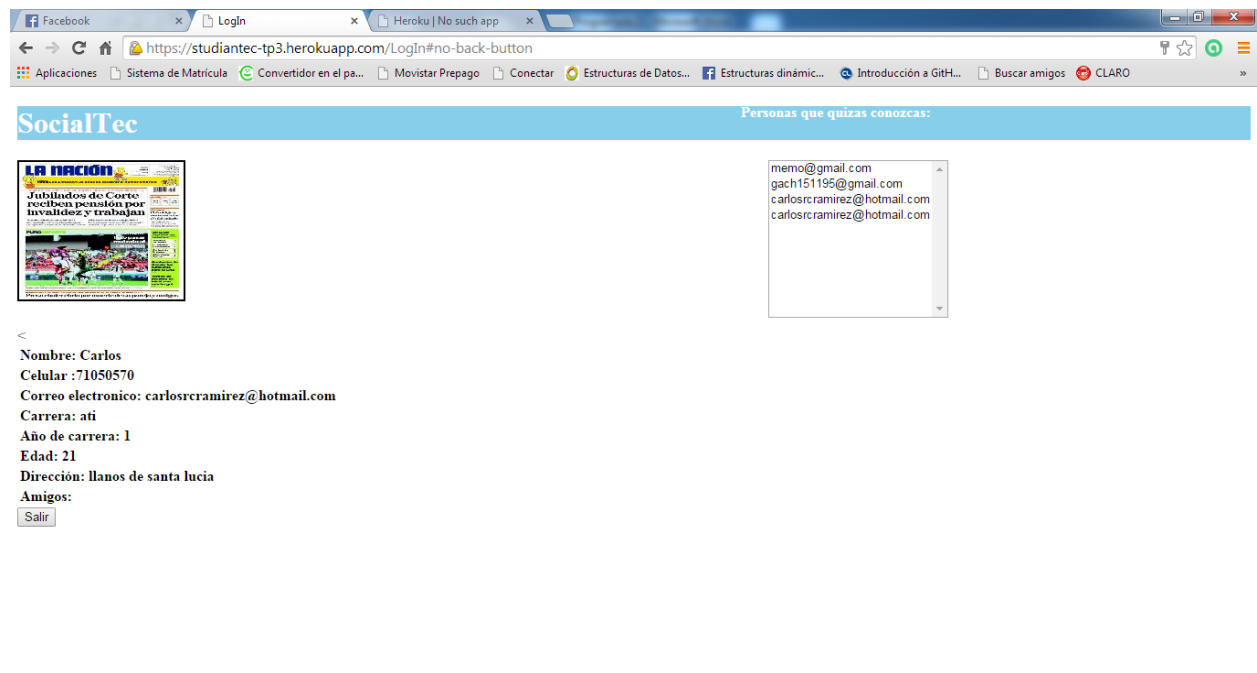 Facebook
LogIn
Heroku | No such app
https://studiantec-tp3.herokuapp.com/LogIn#no-back-button
Aplicaciones
Sistema de Matrícula
Convertidor en el pa...
Movistar Prepago
Conectar
Estructuras de Datos...
Estructuras dinámic...
Introducción a GitH...
Buscar amigos
CLARO
»
SocialTec
Personas que quizas conozcas:
LA NACIÓN
Jubilados de Corte
reciben pensión por
invalidez y trabajan
memo@gmail.com
gach151195@gmail.com
carlosrcramirez@hotmail.com
carlosrcramirez@hotmail.com
<
Nombre: Carlos
Celular :71050570
Correo electronico: carlosrcramirez@hotmail.com
Carrera: ati
Año de carrera: 1
Edad: 21
Dirección: llanos de santa lucia
Amigos:
Salir